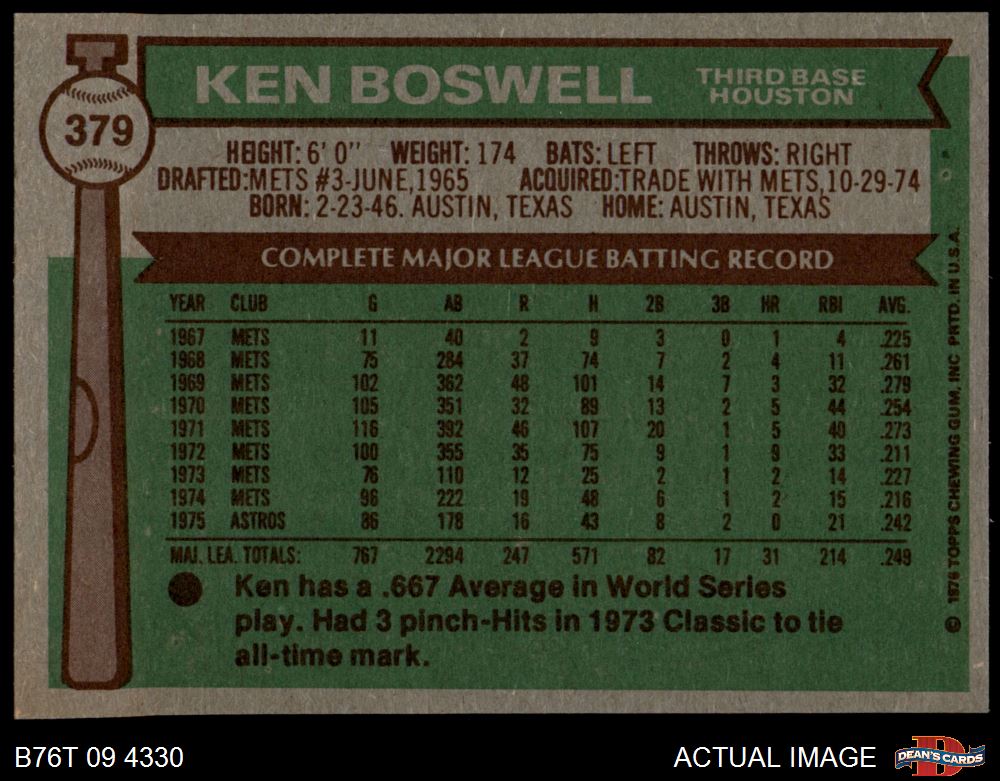 KEN BOSWELL
THIRD BASE
HOUSTON
379
HEIGHT: 6' 0" WEIGHT: 174 BATS: LEFT THROWS: RIGHT
DRAFTED: METS #3-JUNE, 1965 ACQUIRED: TRADE WITH METS, 10-29-74
BORN: 2-23-46. AUSTIN, TEXAS HOME: AUSTIN, TEXAS
COMPLETE MAJOR LEAGUE BATTING RECORD
YEAR CLUB G AB R H 2B 3B HR RBI AVG.
1967 METS 11 40 2 9 3 0 1 4 .225
1968 METS 75 284 37 74 7 2 4 11 .261
1969 METS 102 362 48 101 14 7 3 32 .279
1970 METS 105 351 32 89 13 2 5 44 .254
1971 METS 116 392 46 107 20 1 5 40 .273
1972 METS 100 355 35 75 9 1 9 33 .211
1973 METS 76 110 12 25 2 1 2 14 .227
1974 METS 96 222 19 48 6 1 2 15 .216
1975 ASTROS 86 178 16 43 8 2 0 21 .242
MAJ. LEA. TOTALS: 767 2294 247 571 82 17 31 214 .249
Ken has a .667 Average in World Series
play. Had 3 pinch-Hits in 1973 Classic to tie
all-time mark.
© 1976 TOPPS CHEWING GUM, INC PRTD. IN U.S.A.
B76T 09 4330
ACTUAL IMAGE
D
DEAN'S CARDS